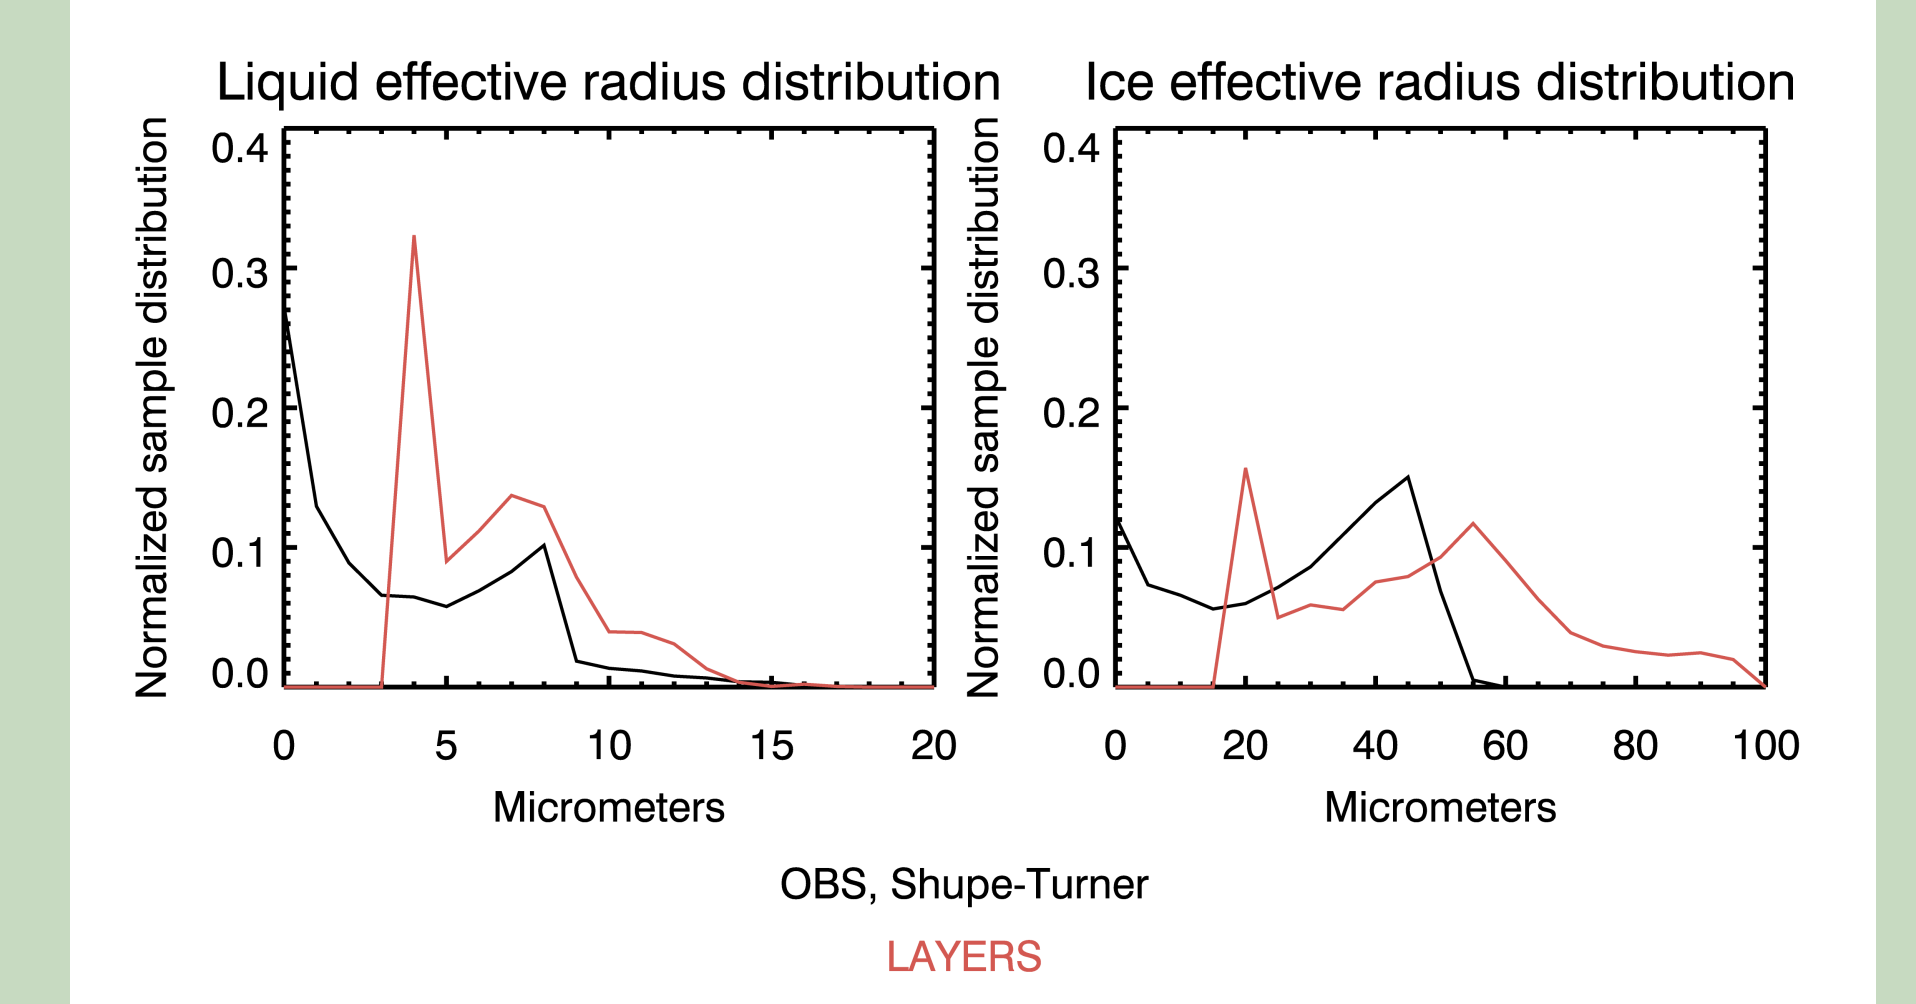 Liquid effective radius distribution
Normalized sample distribution
0.4
0.3
0.2
0.1
0.0
0 5 10 15 20
Micrometers
Ice effective radius distribution
Normalized sample distribution
0.4
0.3
0.2
0.1
0.0
0 20 40 60 80 100
Micrometers
OBS, Shupe-Turner
LAYERS